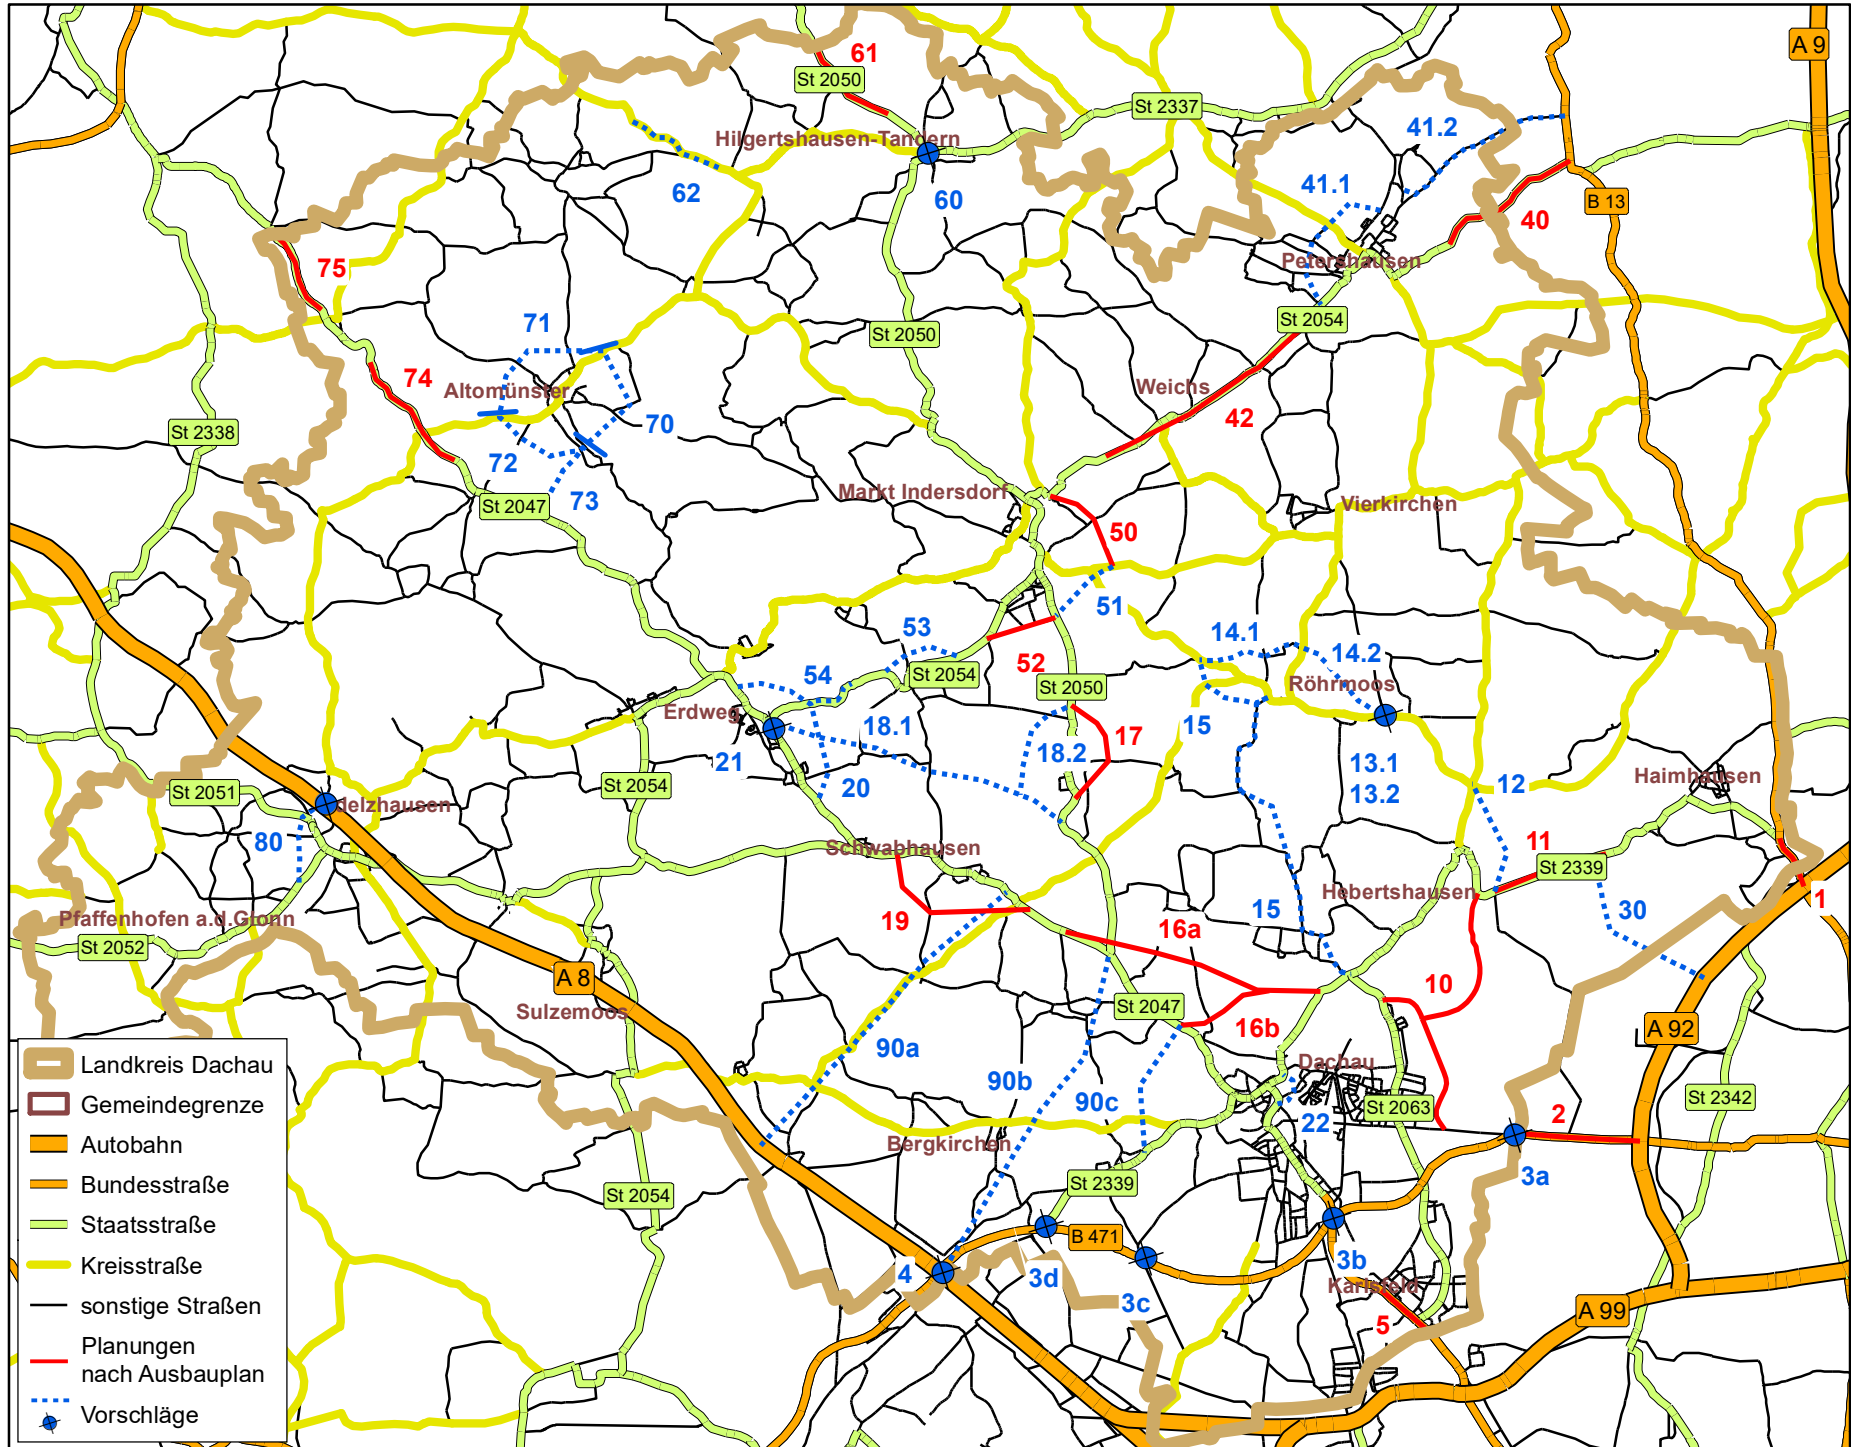 A 9
61
St 2050
St 2337
41.2
Hilgertshausen-Tandern
62
41.1
60
B 13
40
75
Petershausen
71
St 2054
St 2050
74
Altomünster
Weichs
70
42
St 2338
72
Markt Indersdorf
73
St 2047
Vierkirchen
50
51
53
14.1
14.2
52
54
St 2054
St 2050
Röhrmoos
Erdweg
18.1
15
17
18.2
21
13.1
13.2
Haimhausen
12
St 2054
20
St 2051
delzhausen
80
Schwabhausen
11
St 2339
Hebertshausen
1
Pfaffenhofen a.d.Glonn
19
15
30
16a
St 2052
A 8
10
Sulzemoos
St 2047
16b
A 92
90a
Dachau
90b
90c
St 2063
St 2342
22
2
Bergkirchen
3a
St 2339
St 2054
B 471
3b
4
3d
Karlsfeld
3c
A 99
5
Landkreis Dachau
Gemeindegrenze
Autobahn
Bundesstraße
Staatsstraße
Kreisstraße
sonstige Straßen
Planungen
nach Ausbauplan
Vorschläge